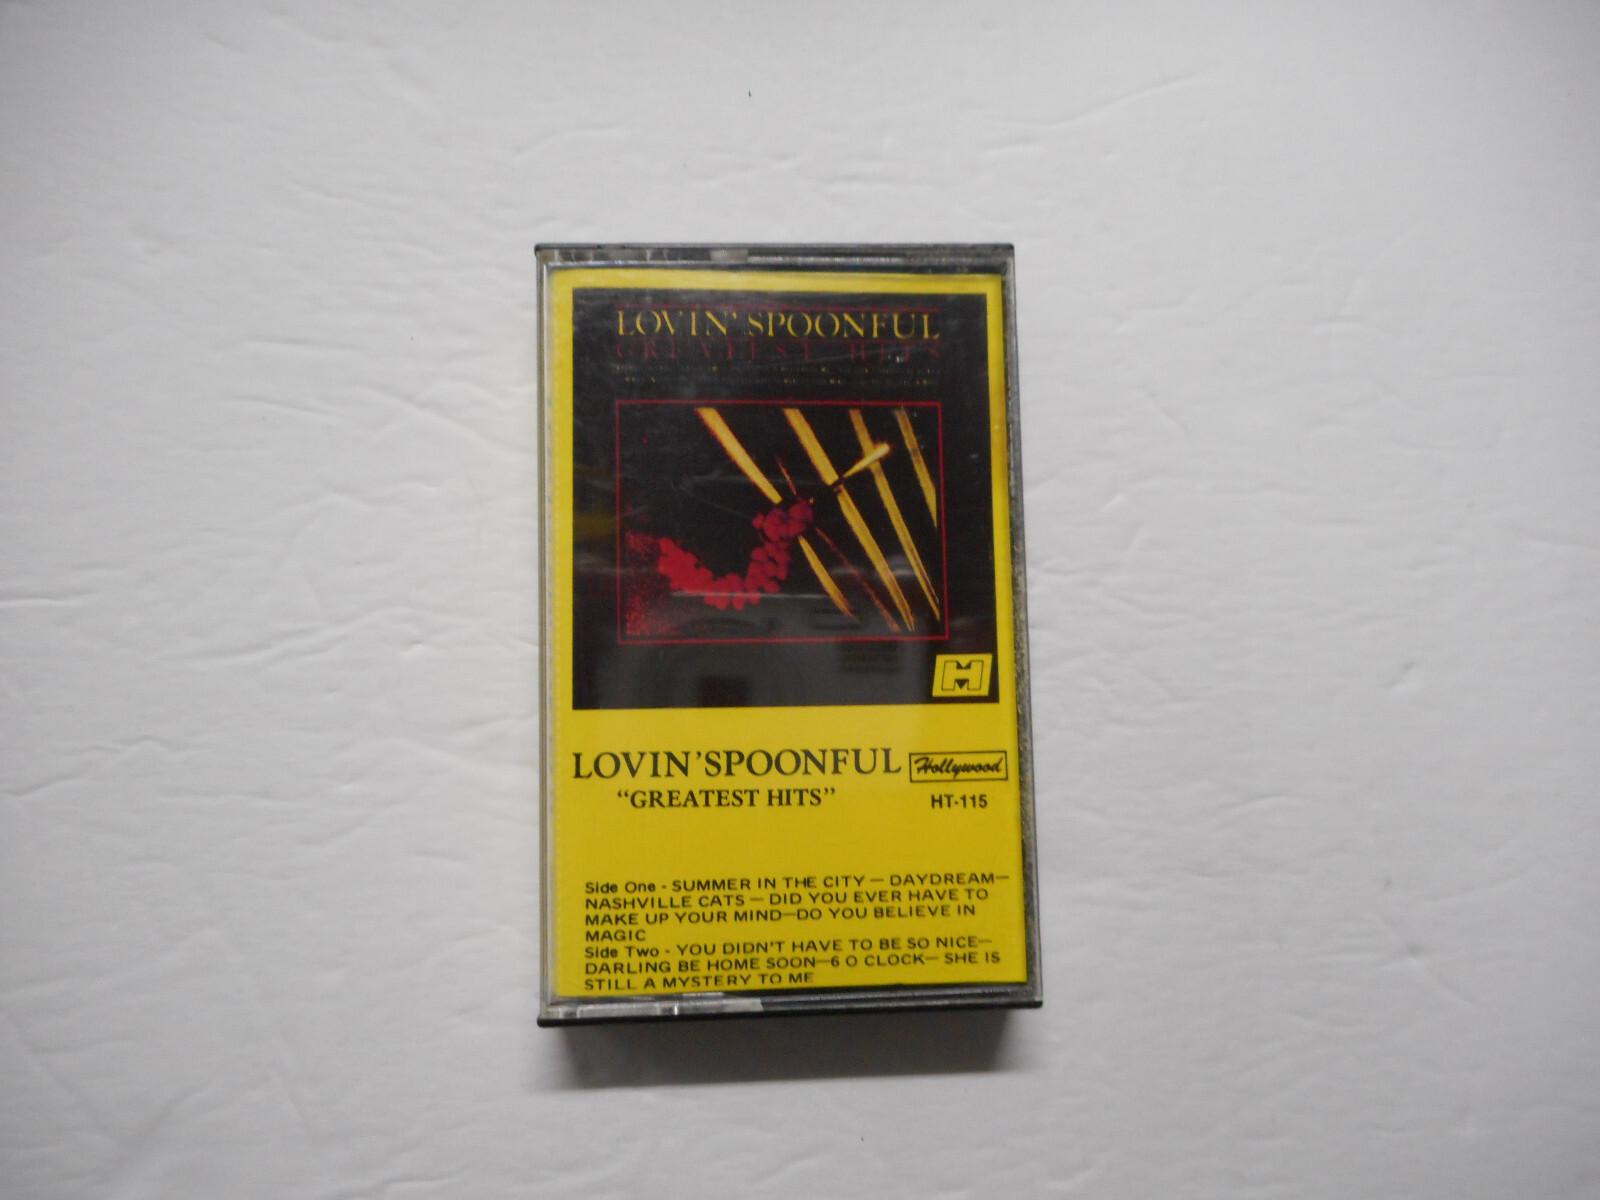 LOVIN' SPOONFUL
GREATEST HITS
LOVIN' SPOONFUL
Hollywood
"GREATEST HITS"
HT-115
Side One - SUMMER IN THE CITY — DAYDREAM—
NASHVILLE CATS — DID YOU EVER HAVE TO
MAKE UP YOUR MIND—DO YOU BELIEVE IN
MAGIC
Side Two - YOU DIDN'T HAVE TO BE SO NICE—
DARLING BE HOME SOON—6 O CLOCK— SHE IS
STILL A MYSTERY TO ME